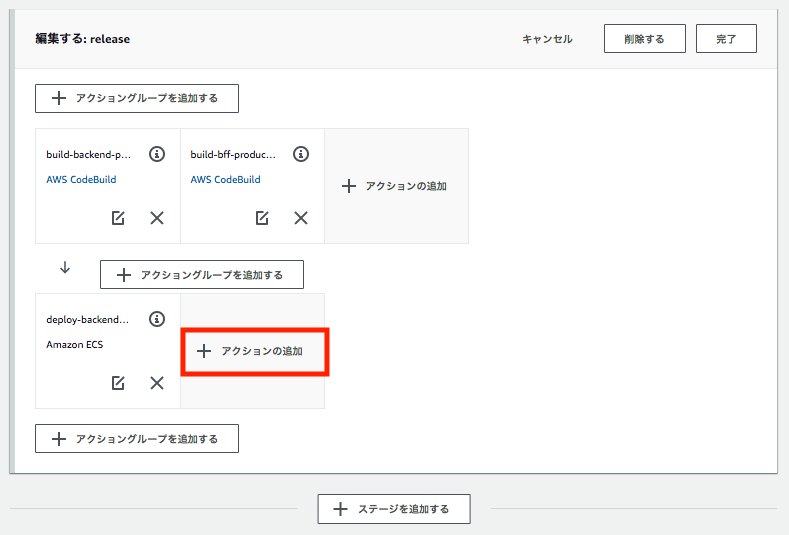 編集する: release
キャンセル
削除する
完了
アクショングループを追加する
build-backend-p...
build-bff-produc...
AWS CodeBuild
AWS CodeBuild
アクションの追加
アクショングループを追加する
deploy-backend...
Amazon ECS
アクションの追加
アクショングループを追加する
ステージを追加する